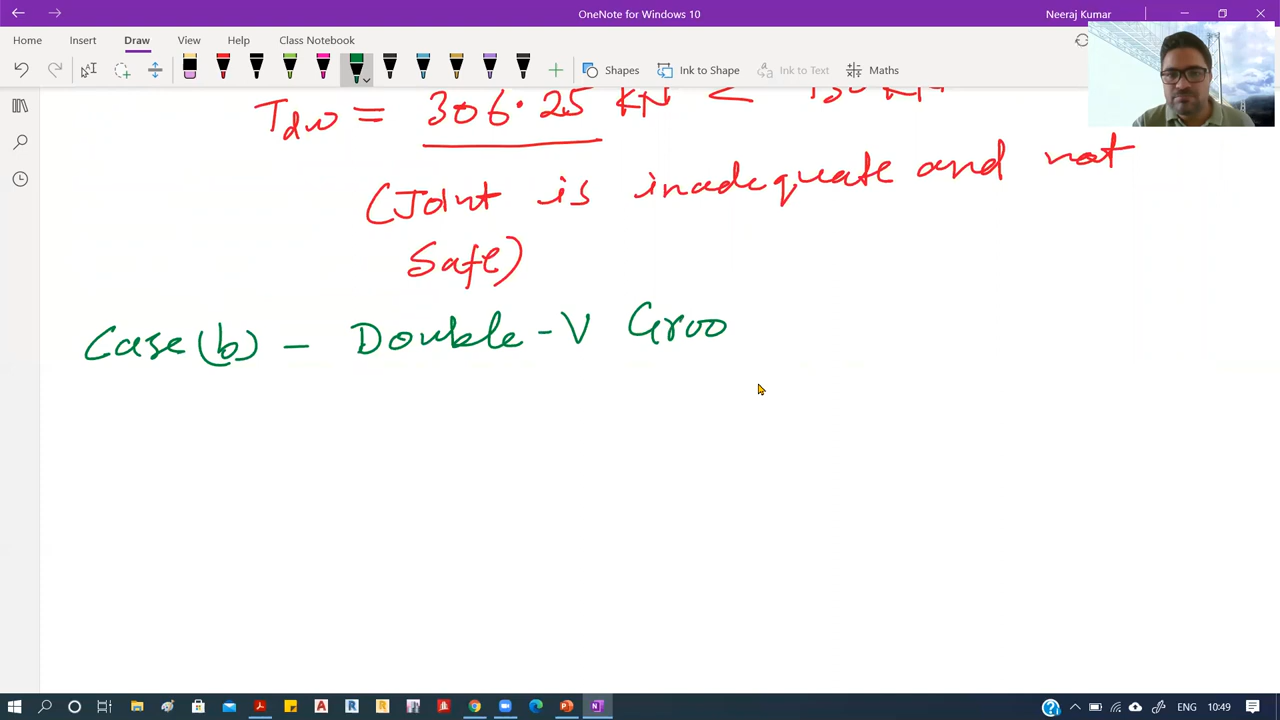 OneNote for Windows 10
Neeraj Kumar
Home Insert Draw View Help Class Notebook
Shapes Ink to Shape Ink to Text Maths
Tdw = 306.25 KN <
(Joint is inadequate and not
Safe)
Case (b) - Double-V Groo
ENG 10:49